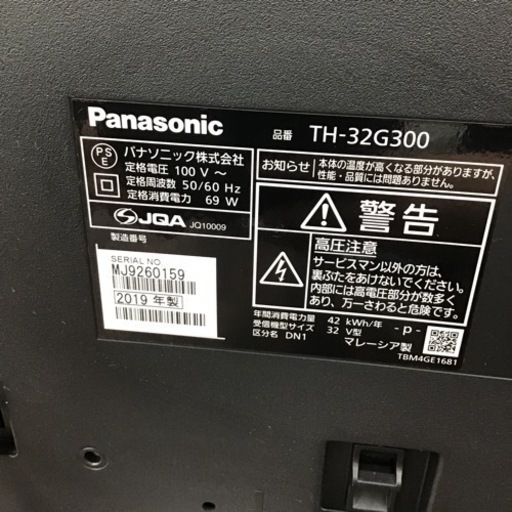 Panasonic
品番 TH-32G300
PS
E
パナソニック株式会社
定格電圧 100 V ～
定格周波数 50/60 Hz
定格消費電力 69 W
JQA JQ10009
製造番号
SERIAL NO
MJ9260159
2019 年製
お知らせ
本体の温度が高くなる部分がありますが、
性能・品質には問題ありません。
警告
高圧注意
サービスマン以外の方は、
裏ぶたをあけないでください。
内部には高電圧部分が数多く
あり、万一さわると危険です。
年間消費電力量 42 kWh/年
受信機型サイズ 32 V型
区分名 DN1
- p -
マレーシア製
TBM4GE1681